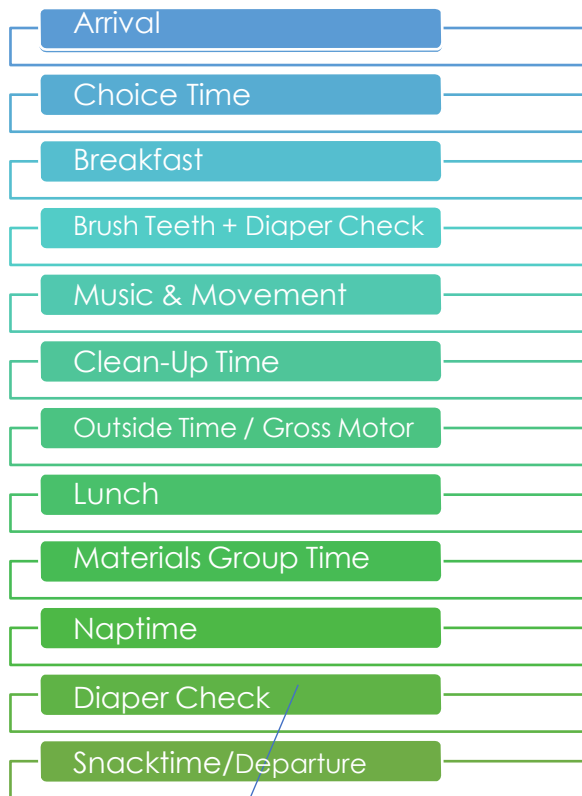 Arrival
Choice Time
Breakfast
Brush Teeth + Diaper Check
Music & Movement
Clean-Up Time
Outside Time / Gross Motor
Lunch
Materials Group Time
Naptime
Diaper Check
Snacktime/Departure